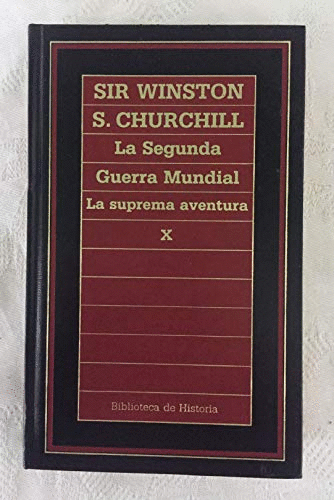 SIR WINSTON
S. CHURCHILL
La Segunda
Guerra Mundial
La suprema aventura
X
Biblioteca de Historia